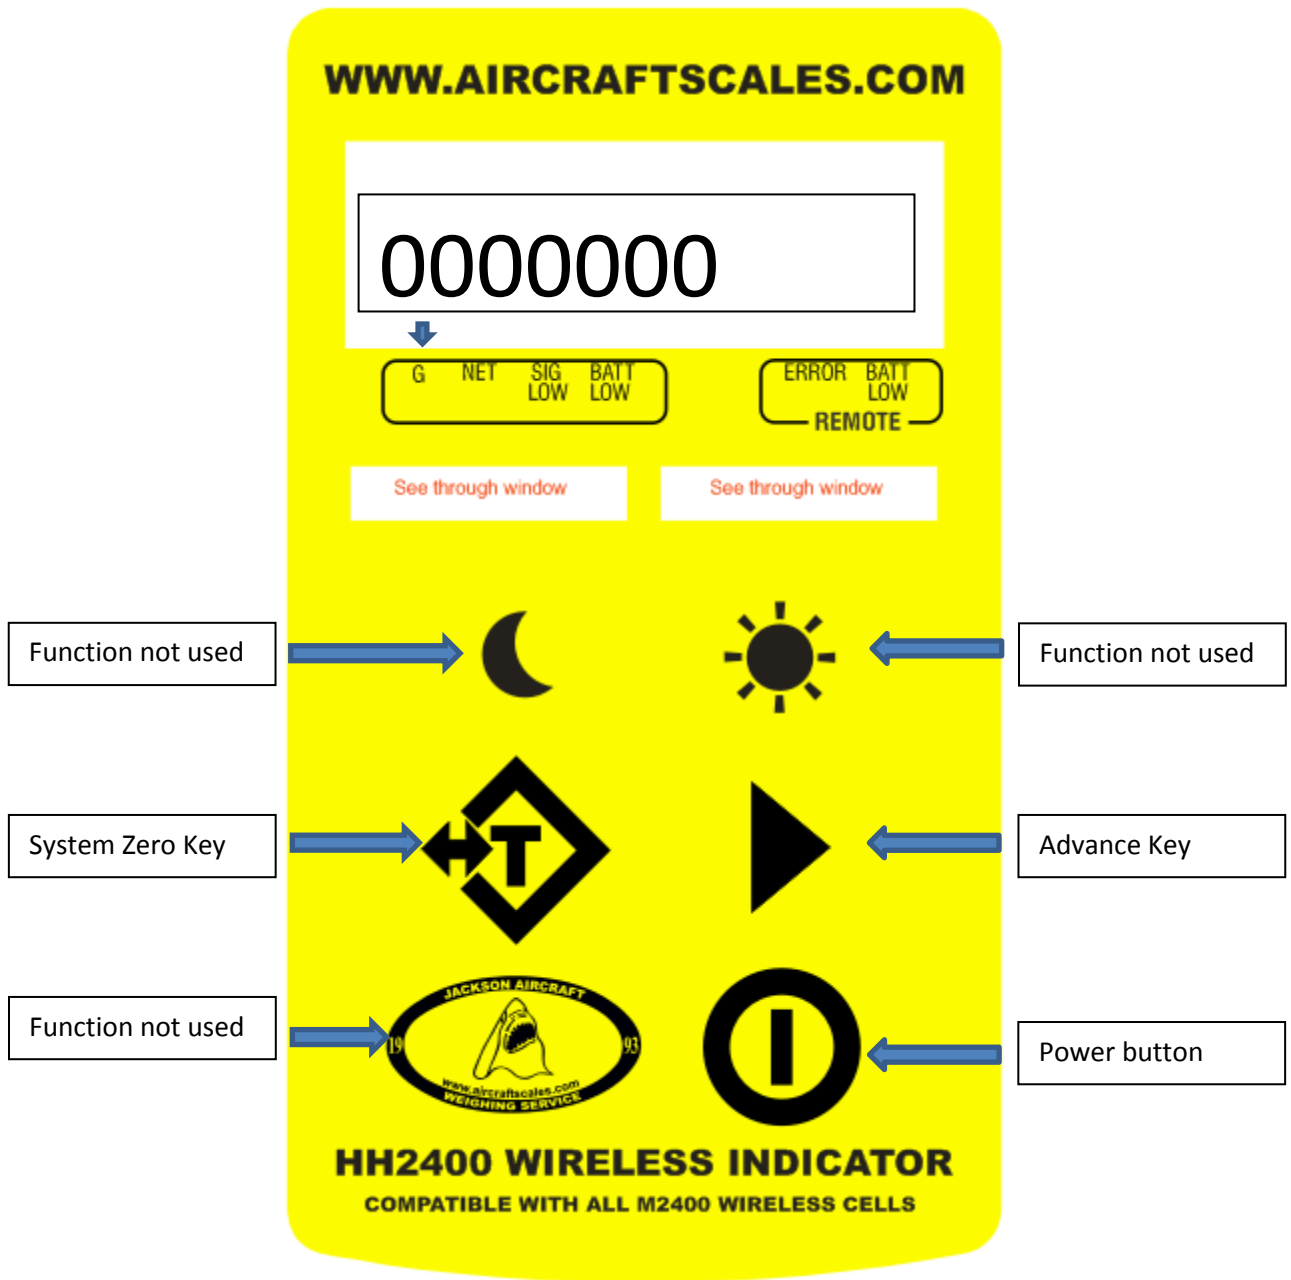 WWW.AIRCRAFTSCALES.COM
0000000
G NET SIG LOW BATT LOW
ERROR BATT LOW
REMOTE
See through window See through window
Function not used
Function not used
System Zero Key
T
Advance Key
Function not used
JACKSON AIRCRAFT
19 93
www.aircraftscales.com
WEIGHING SERVICE
Power button
HH2400 WIRELESS INDICATOR
COMPATIBLE WITH ALL M2400 WIRELESS CELLS